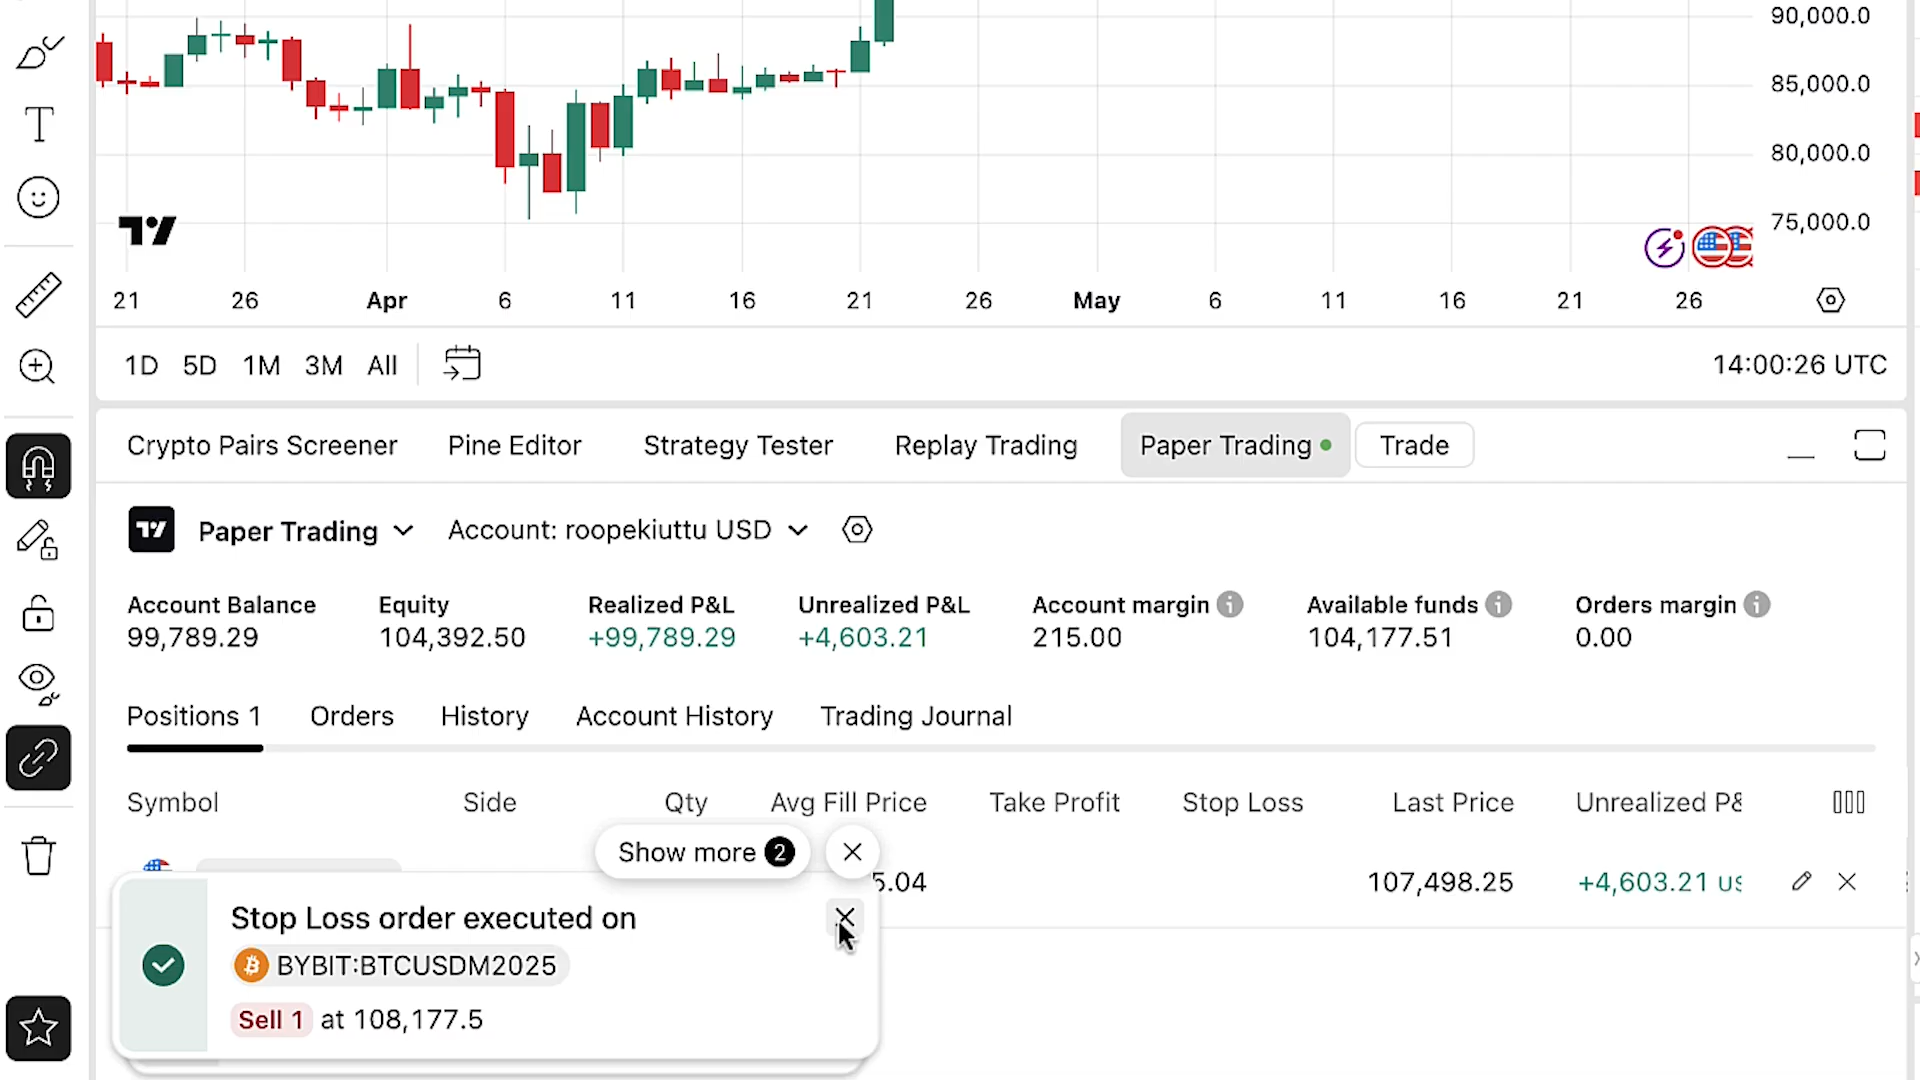 90,000.0
85,000.0
80,000.0
75,000.0
21 26 Apr 6 11 16 21 26 May 6 11 16 21 26
1D 5D 1M 3M All 14:00:26 UTC
Crypto Pairs Screener Pine Editor Strategy Tester Replay Trading Paper Trading Trade
Paper Trading Account: roopekiuttu USD
Account Balance Equity Realized P&L Unrealized P&L Account margin Available funds Orders margin
99,789.29 104,392.50 +99,789.29 +4,603.21 215.00 104,177.51 0.00
Positions 1 Orders History Account History Trading Journal
Symbol Side Qty Avg Fill Price Take Profit Stop Loss Last Price Unrealized P&
Show more 2
5.04 107,498.25 +4,603.21 US
Stop Loss order executed on
BYBIT:BTCUSDM2025
Sell 1 at 108,177.5